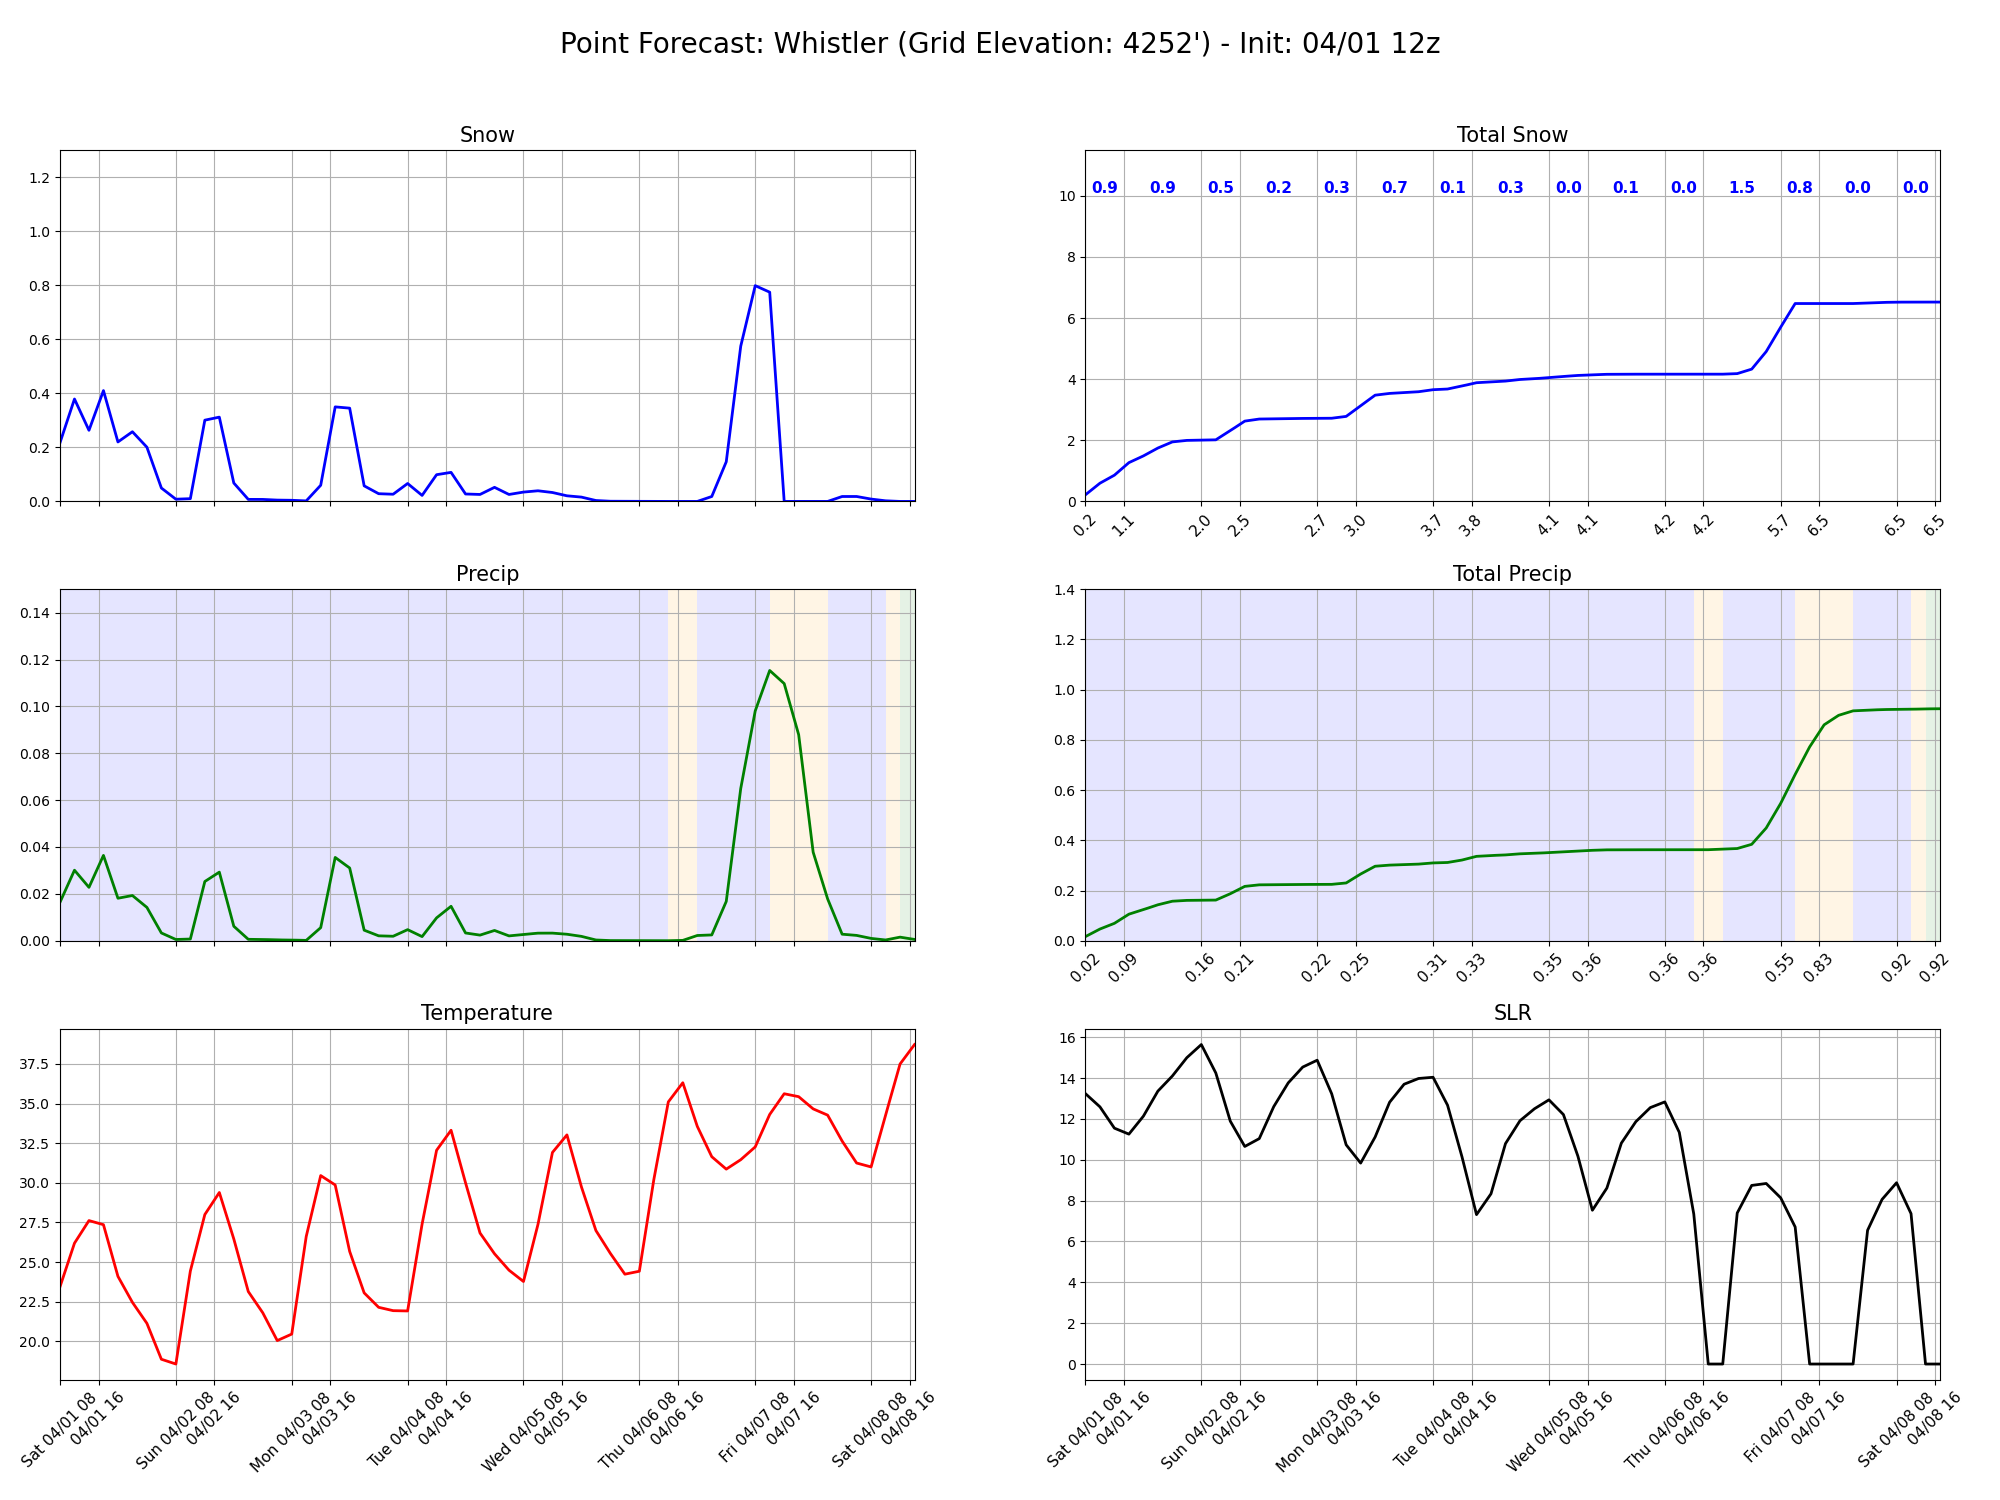 Point Forecast: Whistler (Grid Elevation: 4252') - Init: 04/01 12z
Snow
1.2
1.0
0.8
0.6
0.4
0.2
0.0
Total Snow
0.9 0.9 0.5 0.2 0.3 0.7 0.1 0.3 0.0 0.1 0.0 1.5 0.8 0.0 0.0
10
8
6
4
2
0
0.2 1.1 2.0 2.5 2.7 3.0 3.7 3.8 4.1 4.1 4.2 4.2 5.7 6.5 6.5 6.5
Precip
0.14
0.12
0.10
0.08
0.06
0.04
0.02
0.00
Total Precip
1.4
1.2
1.0
0.8
0.6
0.4
0.2
0.0
0.02 0.09 0.16 0.21 0.22 0.25 0.31 0.33 0.35 0.36 0.36 0.36 0.55 0.83 0.92 0.92
Temperature
37.5
35.0
32.5
30.0
27.5
25.0
22.5
20.0
Sat 04/01 08
04/01 16
Sun 04/02 08
04/02 16
Mon 04/03 08
04/03 16
Tue 04/04 08
04/04 16
Wed 04/05 08
04/05 16
Thu 04/06 08
04/06 16
Fri 04/07 08
04/07 16
Sat 04/08 08
04/08 16
SLR
16
14
12
10
8
6
4
2
0
Sat 04/01 08
04/01 16
Sun 04/02 08
04/02 16
Mon 04/03 08
04/03 16
Tue 04/04 08
04/04 16
Wed 04/05 08
04/05 16
Thu 04/06 08
04/06 16
Fri 04/07 08
04/07 16
Sat 04/08 08
04/08 16